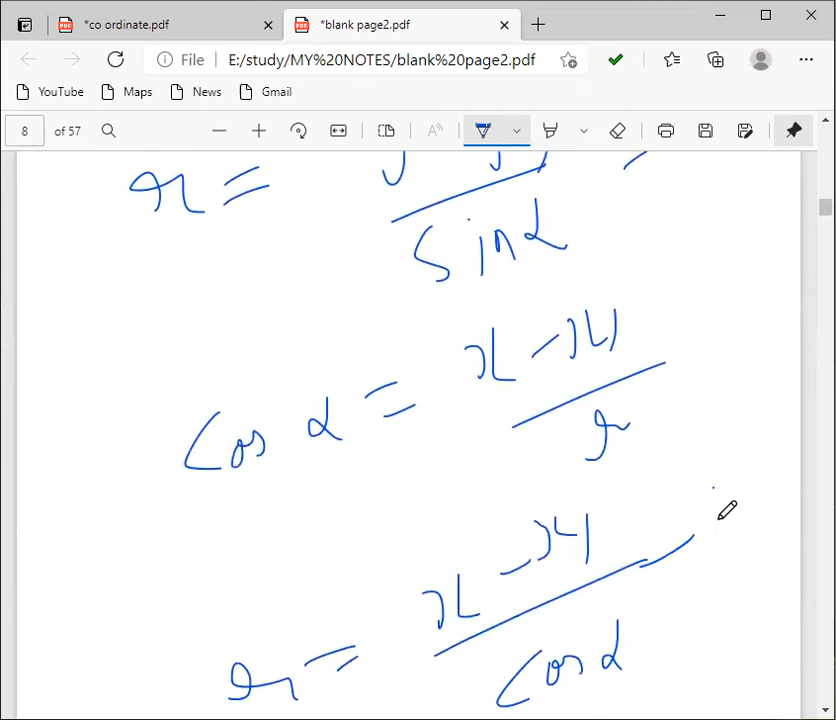 *co ordinate.pdf
*blank page2.pdf
File E:/study/MY%20NOTES/blank%20page2.pdf
YouTube Maps News Gmail
8 of 57
r =
sin α
cos α = x - x1 / r
r = x - x1 / cos α